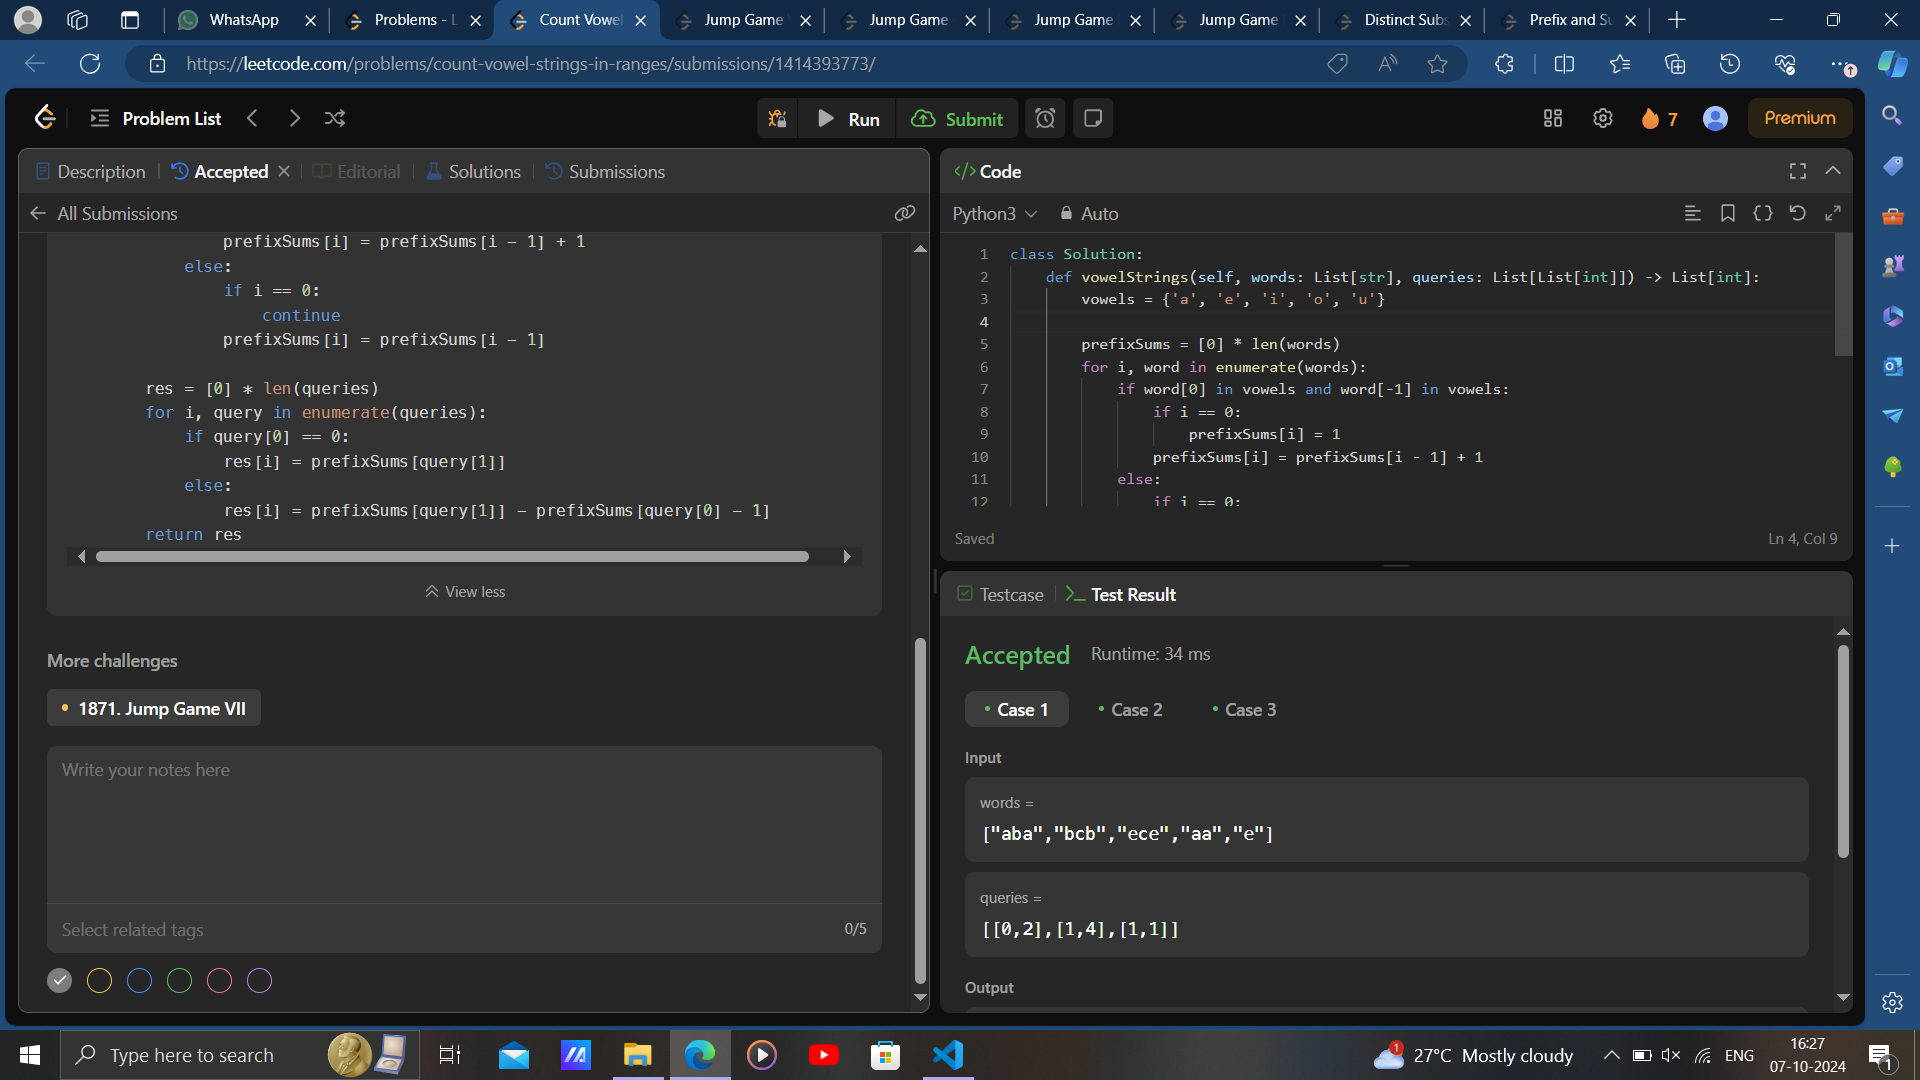 WhatsApp
Problems - L
Count Vowel
Jump Game V
Jump Game
Jump Game
Jump Game
Distinct Subs
Prefix and Su
https://leetcode.com/problems/count-vowel-strings-in-ranges/submissions/1414393773/
Problem List
Run
Submit
7
Premium
Description
Accepted
Editorial
Solutions
Submissions
All Submissions
prefixSums[i] = prefixSums[i - 1] + 1
else:
if i == 0:
continue
prefixSums[i] = prefixSums[i - 1]
res = [0] * len(queries)
for i, query in enumerate(queries):
if query[0] == 0:
res[i] = prefixSums[query[1]]
else:
res[i] = prefixSums[query[1]] - prefixSums[query[0] - 1]
return res
View less
More challenges
1871. Jump Game VII
Write your notes here
Select related tags
0/5
Code
Python3
Auto
1 class Solution:
2 def vowelStrings(self, words: List[str], queries: List[List[int]]) -> List[int]:
3 vowels = {'a', 'e', 'i', 'o', 'u'}
4
5 prefixSums = [0] * len(words)
6 for i, word in enumerate(words):
7 if word[0] in vowels and word[-1] in vowels:
8 if i == 0:
9 prefixSums[i] = 1
10 prefixSums[i] = prefixSums[i - 1] + 1
11 else:
12 if i == 0:
Saved
Ln 4, Col 9
Testcase
Test Result
Accepted
Runtime: 34 ms
Case 1
Case 2
Case 3
Input
words =
["aba","bcb","ece","aa","e"]
queries =
[[0,2],[1,4],[1,1]]
Output
Type here to search
1
27°C Mostly cloudy
ENG
16:27
07-10-2024
1